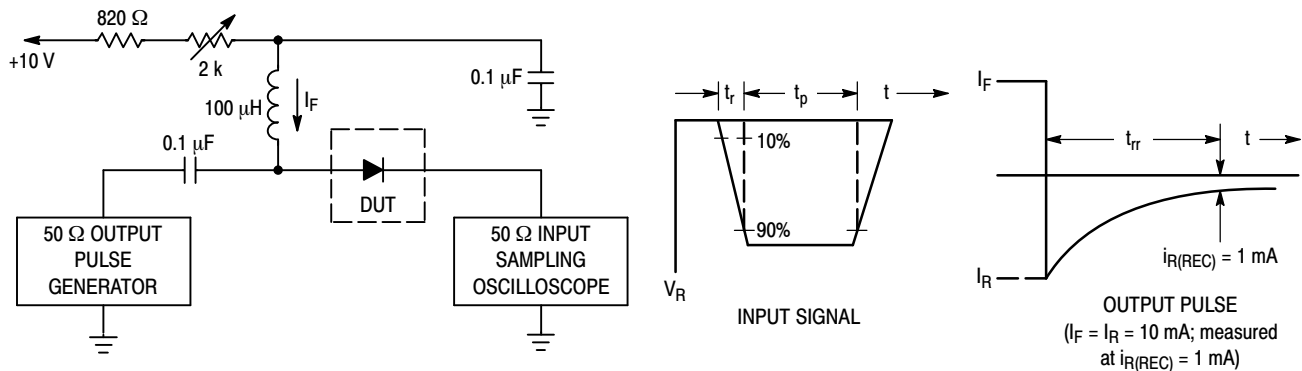 820 Ω
+10 V
2 k
100 μH
I_F
0.1 μF
0.1 μF
DUT
50 Ω OUTPUT
PULSE
GENERATOR
50 Ω INPUT
SAMPLING
OSCILLOSCOPE
t_r
t_p
t
10%
90%
V_R
INPUT SIGNAL
I_F
t_rr
t
i_R(REC) = 1 mA
I_R
OUTPUT PULSE
(I_F = I_R = 10 mA; measured
at i_R(REC) = 1 mA)